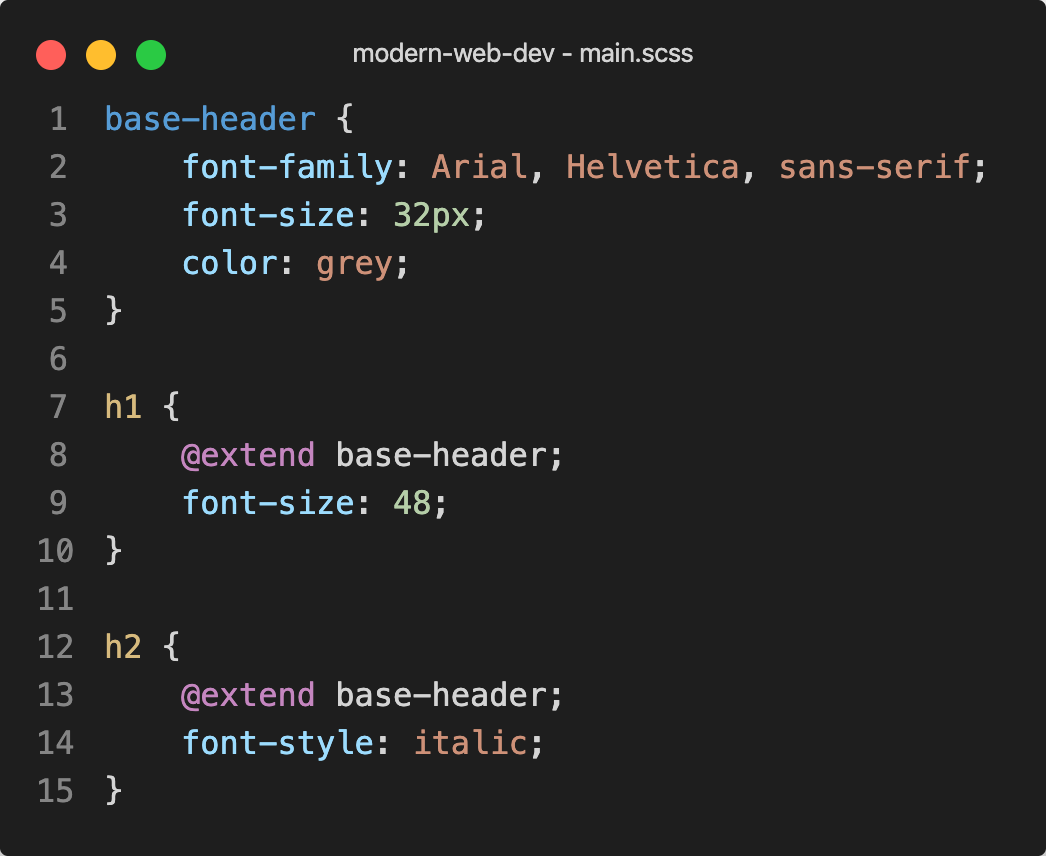 modern-web-dev - main.scss
1 base-header {
2     font-family: Arial, Helvetica, sans-serif;
3     font-size: 32px;
4     color: grey;
5 }
6
7 h1 {
8     @extend base-header;
9     font-size: 48;
10 }
11
12 h2 {
13     @extend base-header;
14     font-style: italic;
15 }